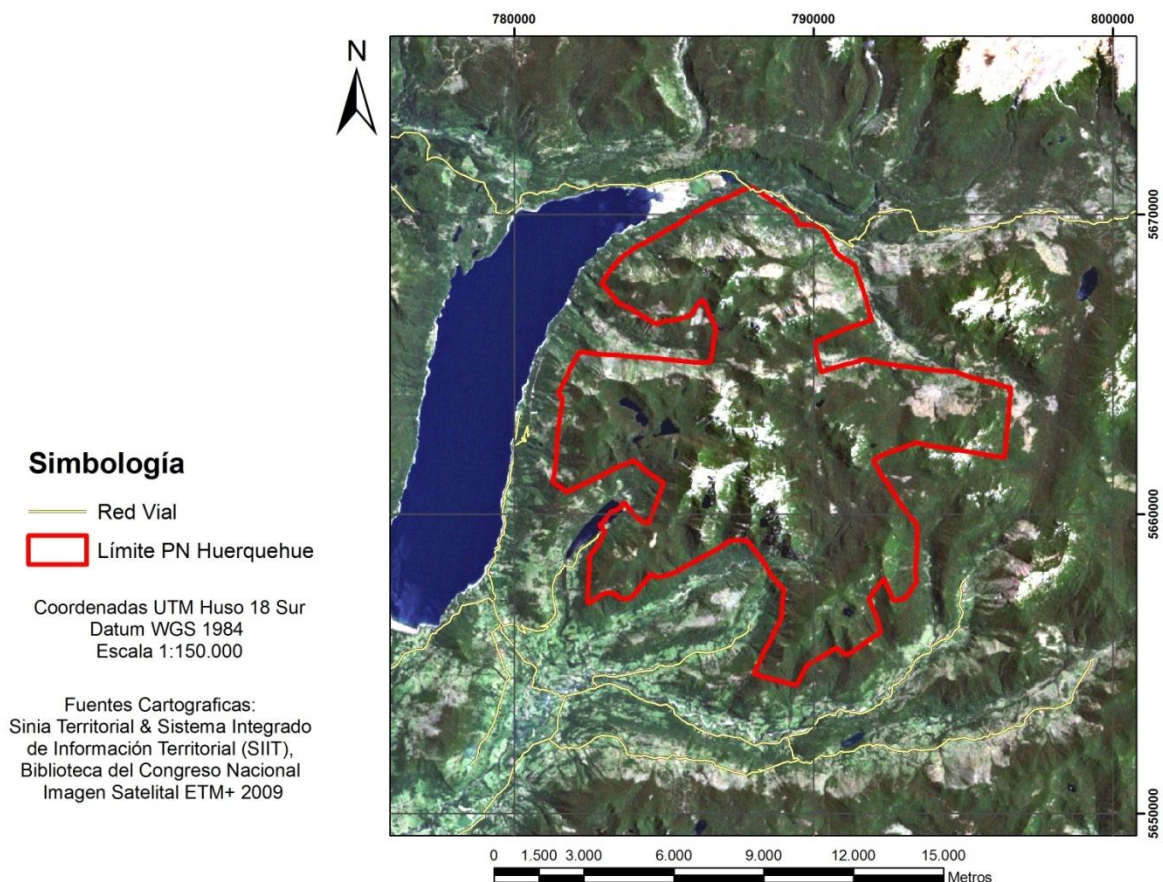 780000
790000
800000
N
5670000
5660000
5650000
Simbología
Red Vial
Límite PN Huerquehue
Coordenadas UTM Huso 18 Sur
Datum WGS 1984
Escala 1:150.000
Fuentes Cartograficas:
Sinia Territorial & Sistema Integrado
de Información Territorial (SIIT),
Biblioteca del Congreso Nacional
Imagen Satelital ETM+ 2009
0 1.500 3.000 6.000 9.000 12.000 15.000
Metros